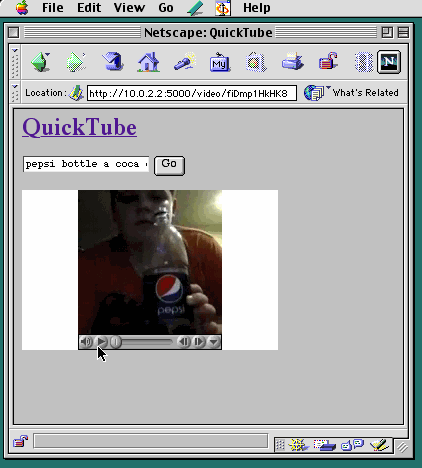 File Edit View Go Help
Netscape: QuickTube
My
N
Location: http://10.0.2.2:5000/video/fiDmp1HkHK8 What's Related
QuickTube
pepsi bottle a coca Go
pepsi